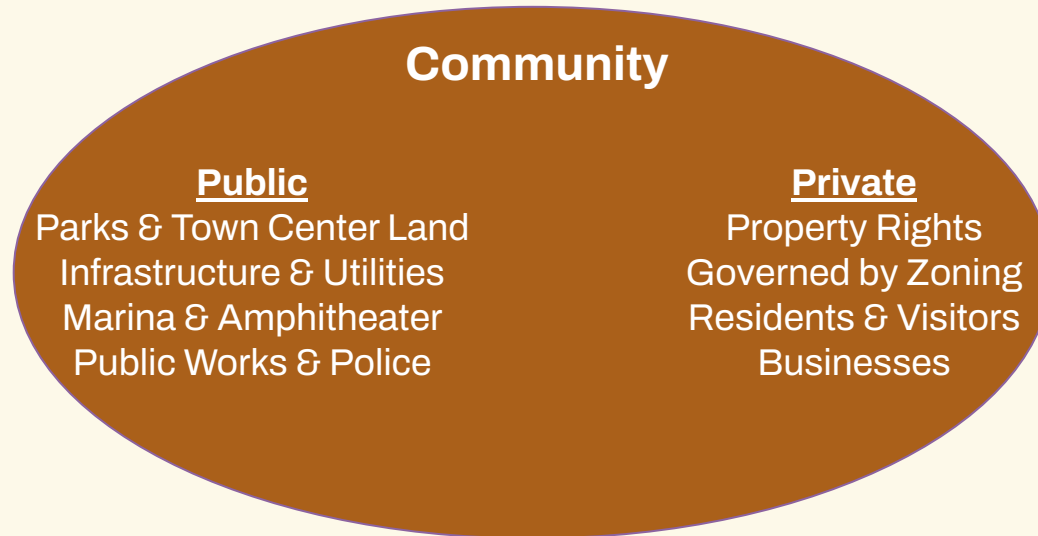 Community
Public
Parks & Town Center Land
Infrastructure & Utilities
Marina & Amphitheater
Public Works & Police
Private
Property Rights
Governed by Zoning
Residents & Visitors
Businesses